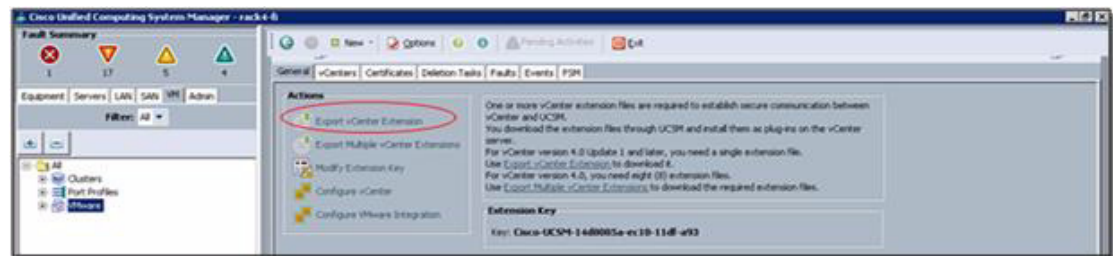 Cisco Unified Computing System Manager - rack4-fi
Fault Summary
1 17 5 4
New Options Pending Activities Exit
General vCenters Certificates Deletion Tasks Faults Events FSM
Equipment Servers LAN SAN VM Admin
Filter: All
All
Clusters
Port Profiles
VMware
Actions
Export vCenter Extension
Export Multiple vCenter Extensions
Modify Extension Key
Configure vCenter
Configure VMware Integration
One or more vCenter extension files are required to establish secure communication between
vCenter and UCSM.
You download the extension files through UCSM and install them as plug-ins on the vCenter
server.
For vCenter version 4.0 Update 1 and later, you need a single extension file.
Use Export vCenter Extension to download it.
For vCenter version 4.0, you need eight (8) extension files.
Use Export Multiple vCenter Extensions to download the required extension files.
Extension Key
Key: Cisco-UCSM-14d0005a-ec10-11df-a93